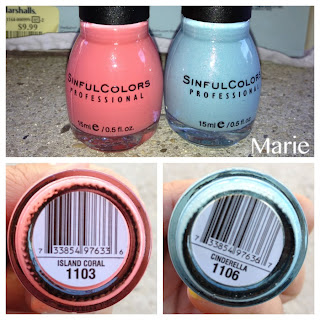 Marshalls.
$9.99
SINFULCOLORS
PROFESSIONAL
15ml e / 0.5 fl. oz.
SINFULCOLORS
PROFESSIONAL
15ml e / 0.5 fl. oz.
Marie
7 33854 97633 6
ISLAND CORAL
1103
7 33854 97636
CINDERELLA
1106